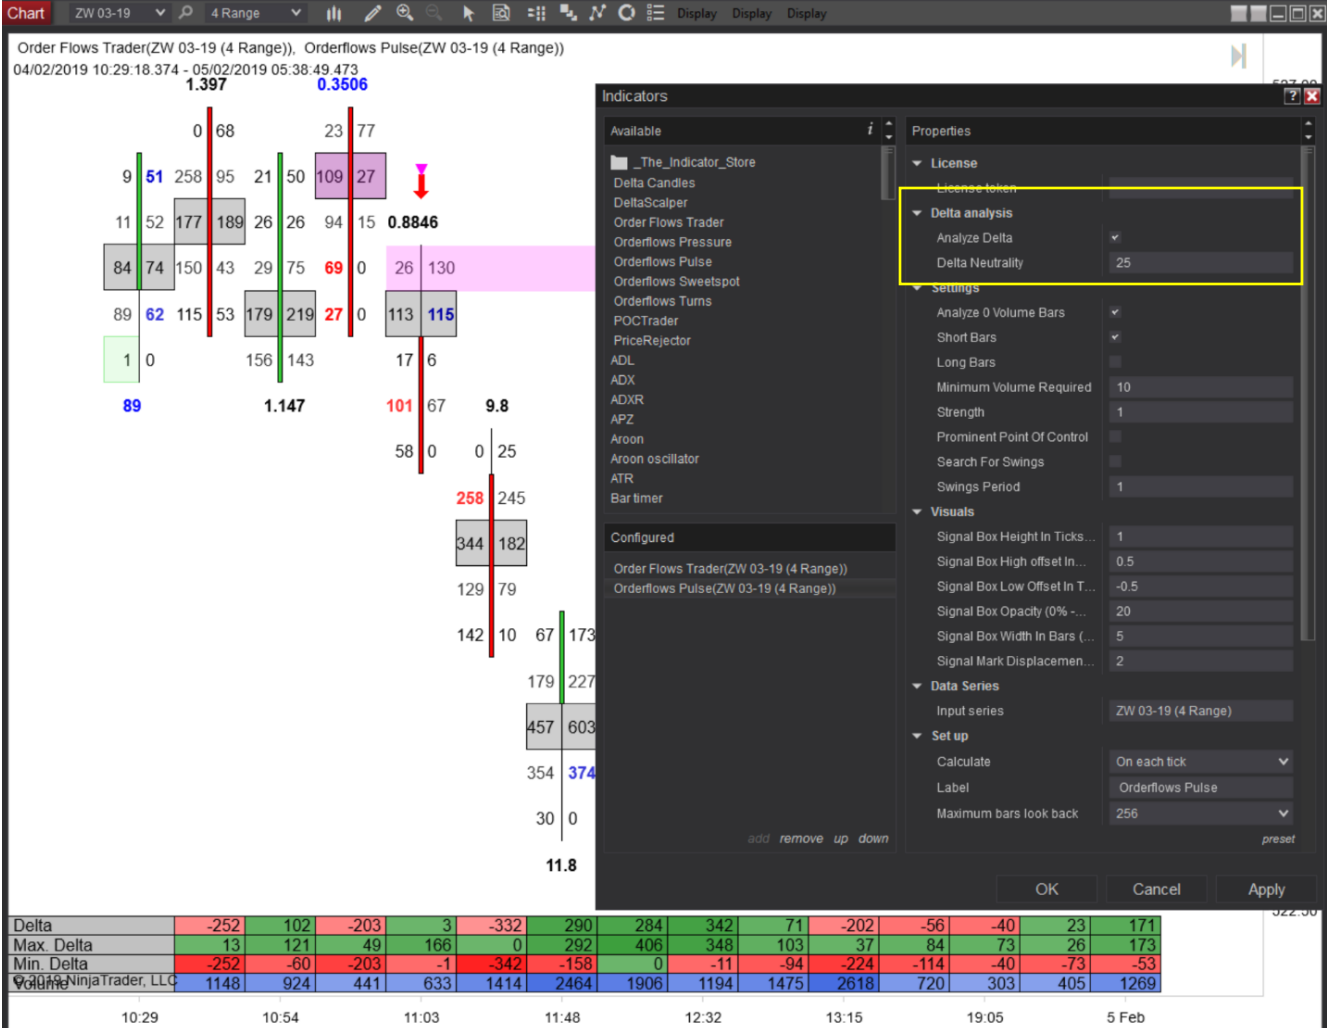 Chart ZW 03-19 4 Range Display Display Display
Order Flows Trader(ZW 03-19 (4 Range)), Orderflows Pulse(ZW 03-19 (4 Range))
04/02/2019 10:29:18.374 - 05/02/2019 05:38:49.473
1.397 0.3506
0 68 23 77
9 51 258 95 21 50 109 27
11 52 177 189 26 26 94 15 0.8846
84 74 150 43 29 75 69 0 26 130
89 62 115 53 179 219 27 0 113 115
1 0 156 143 17 6
89 1.147 101 67 9.8
58 0 0 25
258 245
344 182
129 79
142 10 67 173
179 227
457 603
354 374
30 0
11.8
Indicators
? X
Available i
_The_Indicator_Store
Delta Candles
DeltaScalper
Order Flows Trader
Orderflows Pressure
Orderflows Pulse
Orderflows Sweetspot
Orderflows Turns
POCTrader
PriceRejector
ADL
ADX
ADXR
APZ
Aroon
Aroon oscillator
ATR
Bar timer
Configured
Order Flows Trader(ZW 03-19 (4 Range))
Orderflows Pulse(ZW 03-19 (4 Range))
add remove up down
Properties
License
License token
Delta analysis
Analyze Delta
Delta Neutrality 25
Settings
Analyze 0 Volume Bars
Short Bars
Long Bars
Minimum Volume Required 10
Strength 1
Prominent Point Of Control
Search For Swings
Swings Period 1
Visuals
Signal Box Height In Ticks... 1
Signal Box High offset In... 0.5
Signal Box Low Offset In T... -0.5
Signal Box Opacity (0% -... 20
Signal Box Width In Bars (... 5
Signal Mark Displacemen... 2
Data Series
Input series ZW 03-19 (4 Range)
Set up
Calculate On each tick
Label Orderflows Pulse
Maximum bars look back 256
preset
OK Cancel Apply
Delta -252 102 -203 3 -332 290 284 342 71 -202 -56 -40 23 171
Max. Delta 13 121 49 166 0 292 406 348 103 37 84 73 26 173
Min. Delta -252 -60 -203 -1 -342 -158 0 -11 -94 -224 -114 -40 -73 -53
Volume 1148 924 441 633 1414 2464 1906 1194 1475 2618 720 303 405 1269
© 2019 NinjaTrader, LLC
10:29 10:54 11:03 11:48 12:32 13:15 19:05 5 Feb